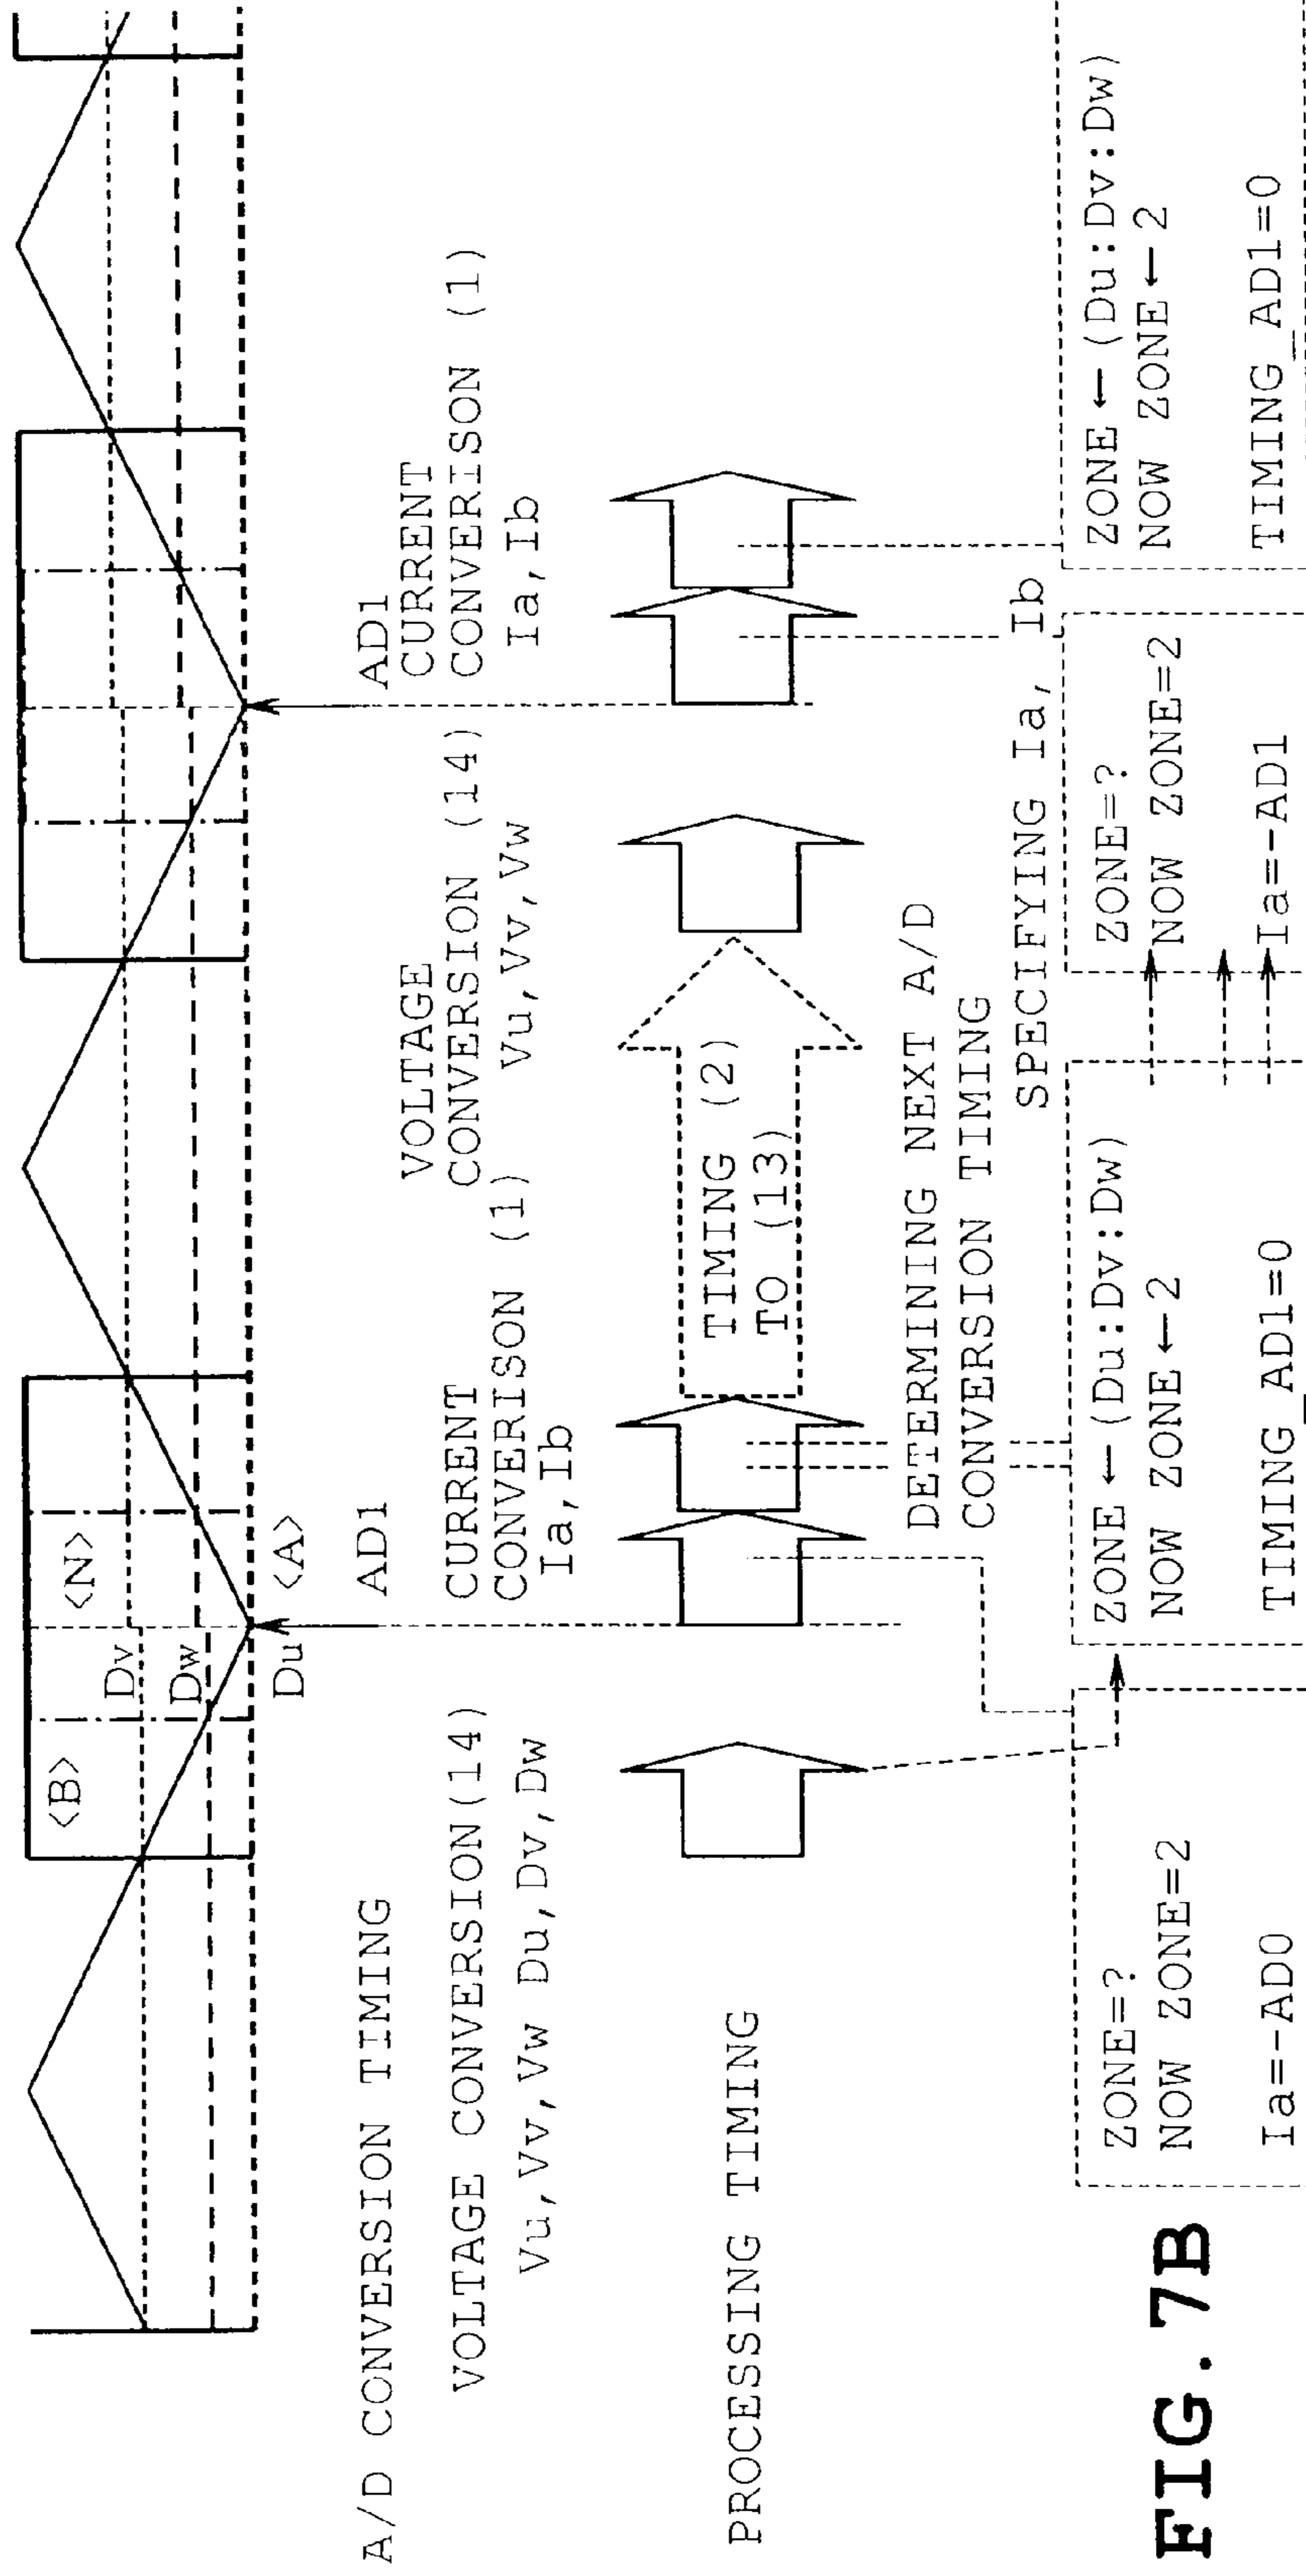 <B>
<N>
Dv
Dw
Du
<A>
A/D CONVERSION TIMING
AD1
AD1
VOLTAGE CONVERSION(14)
Vu,Vv,Vw Du,Dv,Dw
CURRENT
CONVERISON (1)
Ia,Ib
VOLTAGE
CONVERSION (14)
Vu,Vv,Vw
CURRENT
CONVERISON (1)
Ia,Ib
PROCESSING TIMING
TIMING (2)
TO (13)
DETERMINING NEXT A/D
CONVERSION TIMING
SPECIFYING Ia, Ib
ZONE=?
NOW ZONE=2
Ia=-AD0
ZONE ← (Du:Dv:Dw)
NOW ZONE ← 2
TIMING_AD1=0
ZONE=?
NOW ZONE=2
Ia=-AD1
ZONE ← (Du:Dv:Dw)
NOW ZONE ← 2
TIMING_AD1=0
FIG. 7B